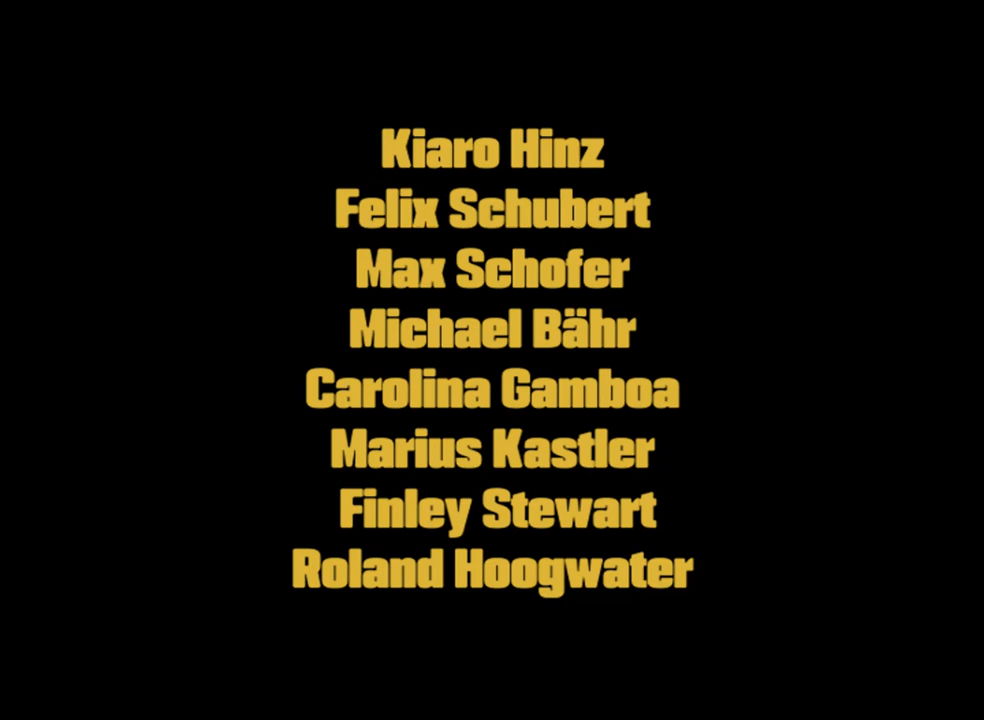 Kiaro Hinz
Felix Schubert
Max Schofer
Michael Bähr
Carolina Gamboa
Marius Kastler
Finley Stewart
Roland Hoogwater